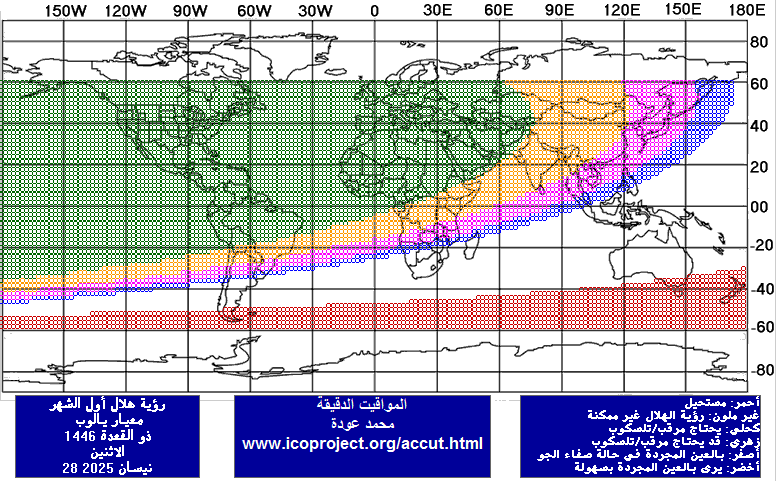 150W 120W 90W 60W 30W 0 30E 60E 90E 120E 150E 180E
80
60
40
20
00
-20
-40
-60
-80
رؤية هلال أول الشهر
معيار يالوب
ذو القعدة 1446
الاثنين
28 نيسان 2025
المواقيت الدقيقة
محمد عودة
www.icoproject.org/accut.html
أحمر: مستحيل
غير ملون: رؤية الهلال غير ممكنة
كحلي: يحتاج مرقب/تلسكوب
زهري: قد يحتاج مرقب/تلسكوب
أصفر: بالعين المجردة في حالة صفاء الجو
أخضر: يرى بالعين المجردة بسهولة